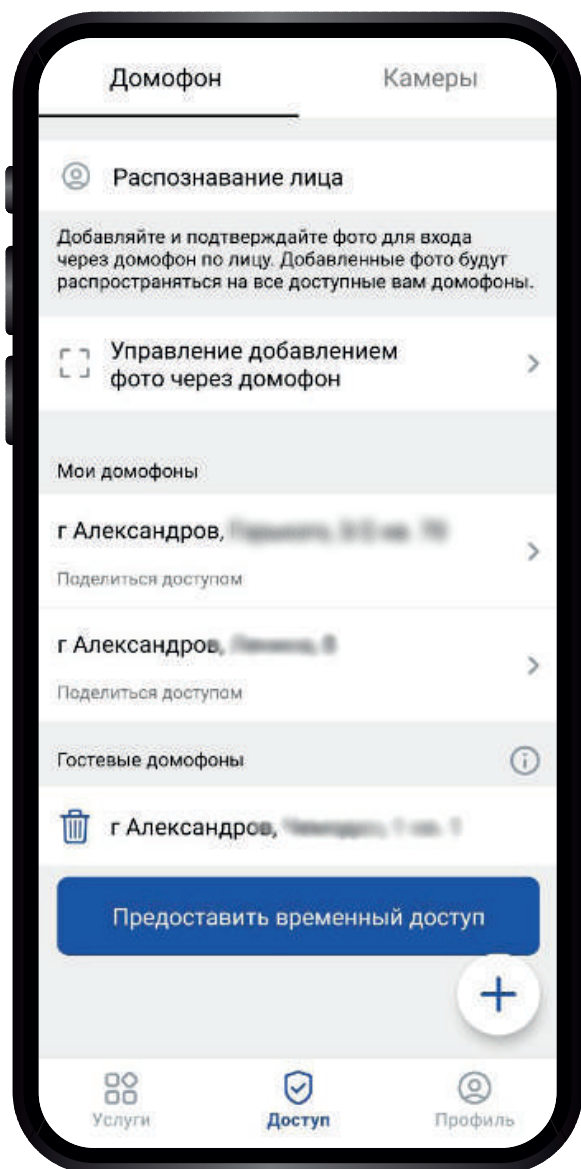 Домофон
Камеры
Распознавание лица
Добавляйте и подтверждайте фото для входа
через домофон по лицу. Добавленные фото будут
распространяться на все доступные вам домофоны.
Управление добавлением
фото через домофон
Мои домофоны
г Александров,
Поделиться доступом
г Александров,
Поделиться доступом
Гостевые домофоны
г Александров,
Предоставить временный доступ
Услуги
Доступ
Профиль